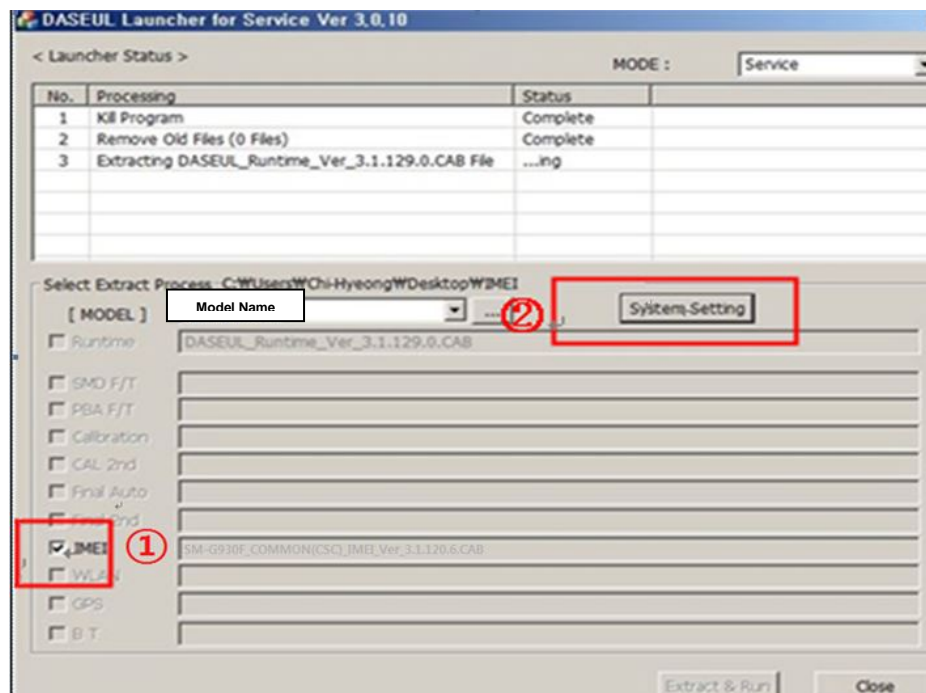 DASEUL Launcher for Service Ver 3,0,10
< Launcher Status >
MODE : Service
No. Processing Status
1 Kill Program Complete
2 Remove Old Files (0 Files) Complete
3 Extracting DASEUL_Runtime_Ver_3.1.129.0.CAB File ...ing
Select Extract Process C:₩Users₩Chi-Hyeong₩Desktop₩IMEI
[ MODEL ] Model Name ... ② System Setting
Runtime DASEUL_Runtime_Ver_3.1.129.0.CAB
SMD F/T
PBA F/T
Calibration
CAL 2nd
Final Auto
Final 2nd
IMEI ① SM-G930F_COMMON(CSC)_IMEI_Ver_3.1.120.6.CAB
WLAN
GPS
B T
Extract & Run Close